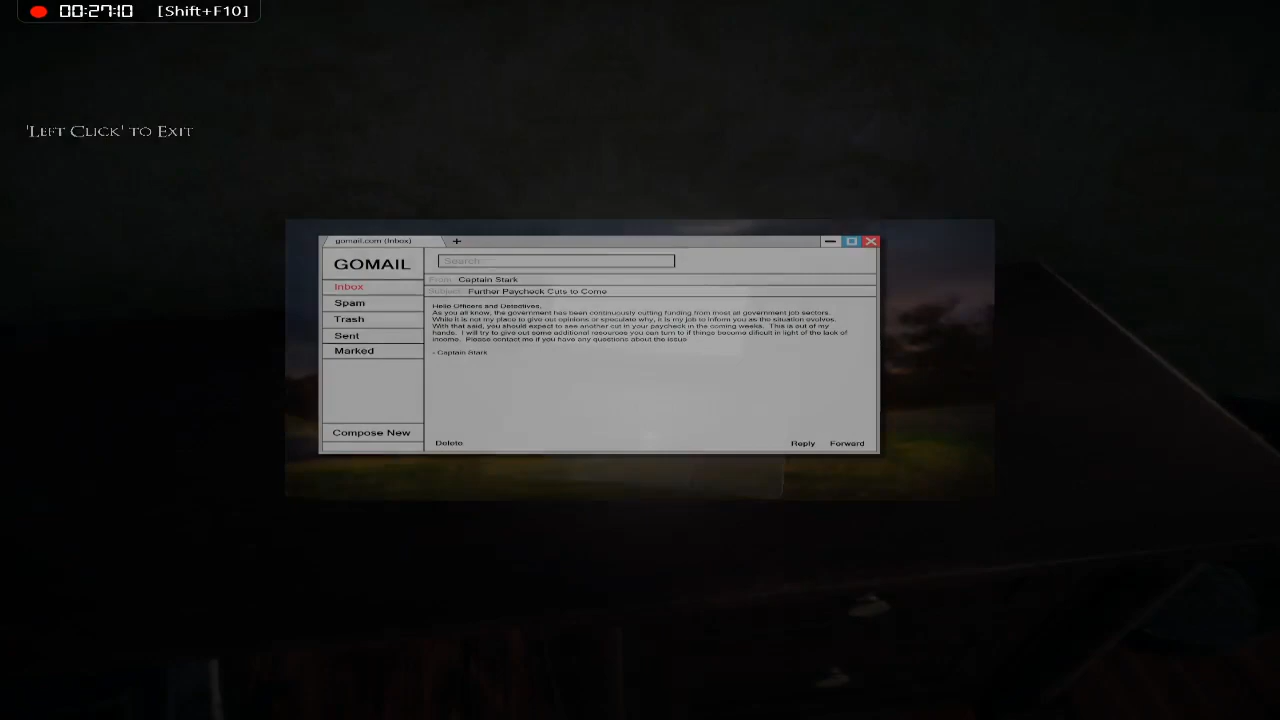 00:27:10 [Shift+F10]
'Left Click' to Exit
gomail.com (Inbox) +
GOMAIL
Search...
Inbox
Spam
Trash
Sent
Marked
Compose New
From: Captain Stark
Subject: Further Paycheck Cuts to Come
Hello Officers and Detectives,
As you all know, the government has been continuously cutting funding from most all government job sectors.
While it is not my place to give out opinions or speculate why, it is my job to inform you as the situation evolves.
With that said, you should expect to see another cut in your paycheck in the coming weeks. This is out of my
hands. I will try to give out some additional resources you can turn to if things become dificult in light of the lack of
income. Please contact me if you have any questions about the issue.
- Captain Stark
Delete
Reply Forward